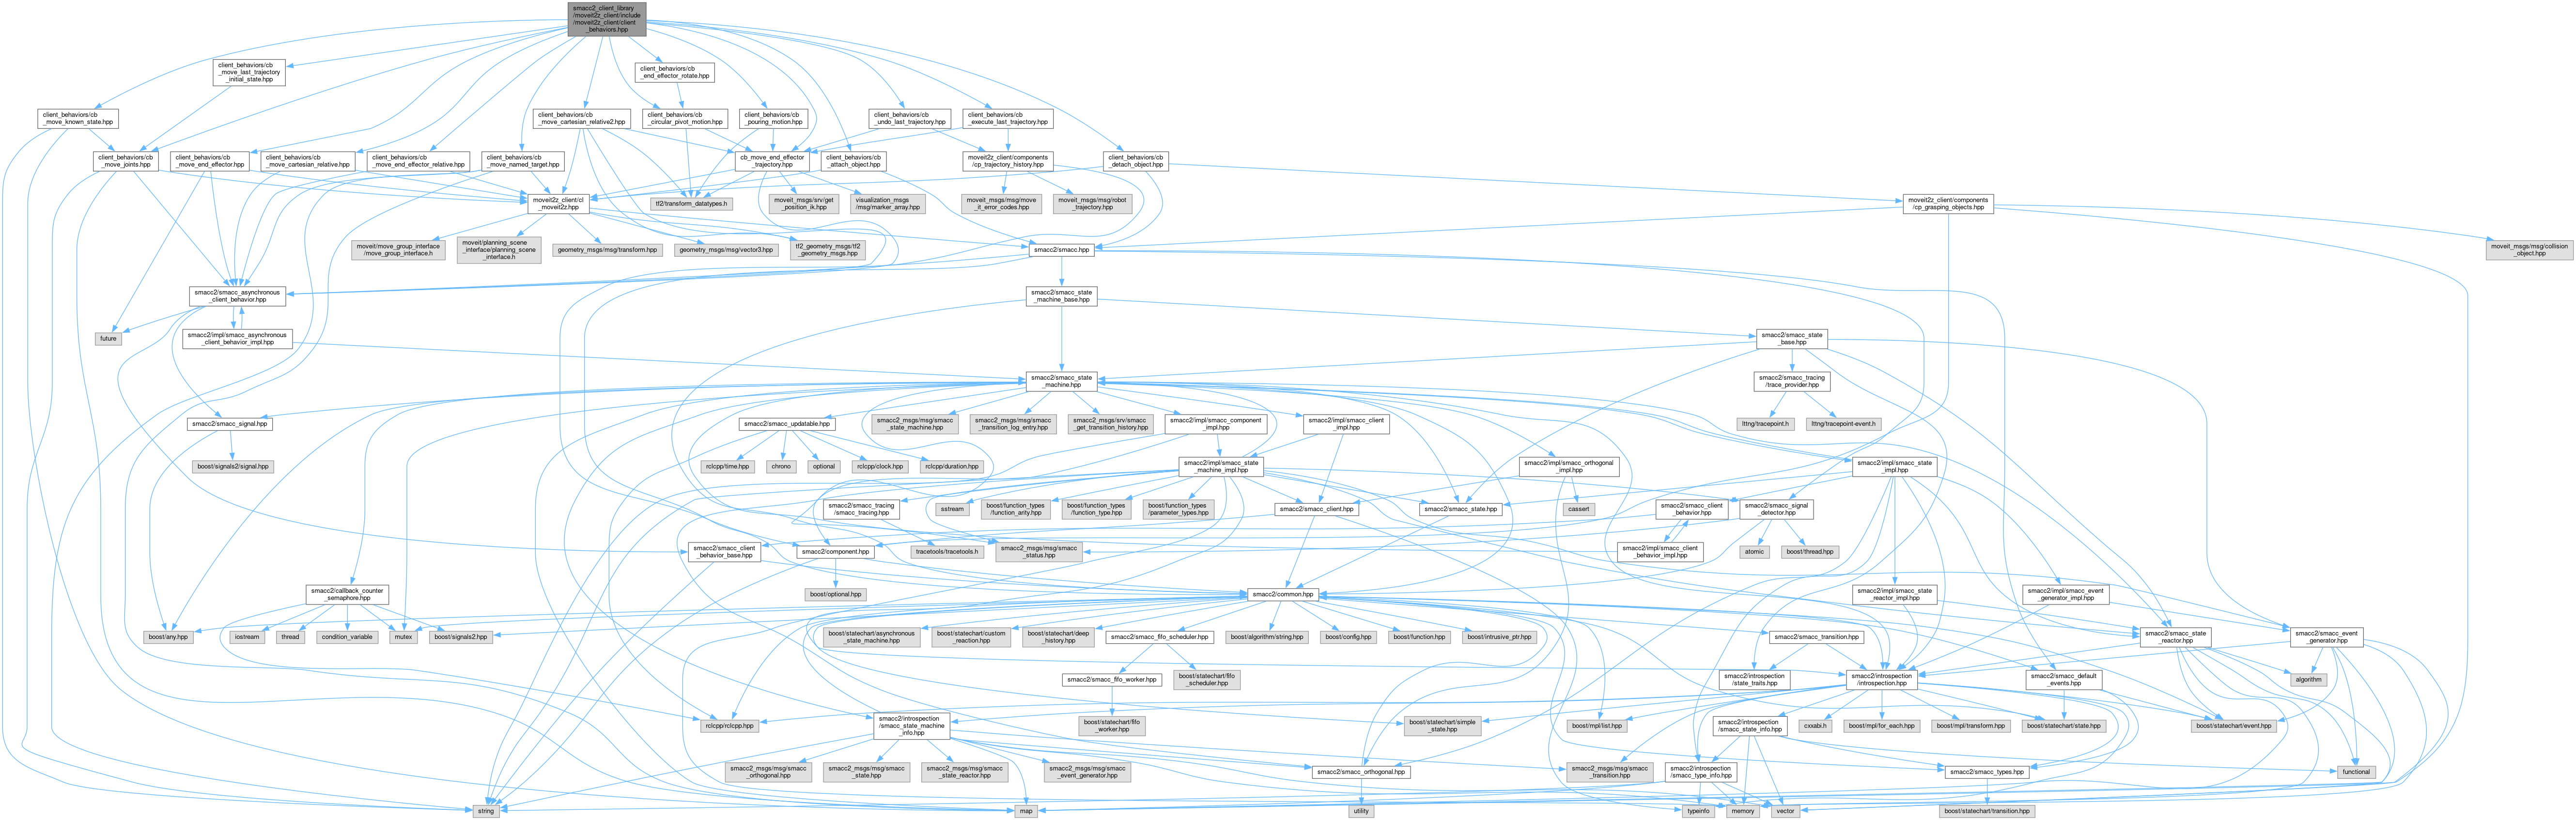 smacc2_client_library
/moveit2z_client/include
/moveit2z_client/client
_behaviors.hpp
client_behaviors/cb
_move_last_trajectory
_initial_state.hpp
client_behaviors/cb
_end_effector_rotate.hpp
client_behaviors/cb
_move_known_state.hpp
client_behaviors/cb
_move_cartesian_relative2.hpp
client_behaviors/cb
_circular_pivot_motion.hpp
client_behaviors/cb
_pouring_motion.hpp
client_behaviors/cb
_undo_last_trajectory.hpp
client_behaviors/cb
_execute_last_trajectory.hpp
client_behaviors/cb
_move_joints.hpp
client_behaviors/cb
_move_end_effector.hpp
client_behaviors/cb
_move_cartesian_relative.hpp
client_behaviors/cb
_move_end_effector_relative.hpp
client_behaviors/cb
_move_named_target.hpp
cb_move_end_effector
_trajectory.hpp
client_behaviors/cb
_attach_object.hpp
moveit2z_client/components
/cp_trajectory_history.hpp
client_behaviors/cb
_detach_object.hpp
moveit2z_client/cl
_moveit2z.hpp
tf2/transform_datatypes.h
moveit_msgs/srv/get
_position_ik.hpp
visualization_msgs
/msg/marker_array.hpp
moveit_msgs/msg/move
_it_error_codes.hpp
moveit_msgs/msg/robot
_trajectory.hpp
moveit2z_client/components
/cp_grasping_objects.hpp
moveit/move_group_interface
/move_group_interface.h
moveit/planning_scene
_interface/planning_scene
_interface.h
geometry_msgs/msg/transform.hpp
geometry_msgs/msg/vector3.hpp
tf2_geometry_msgs/tf2
_geometry_msgs.hpp
smacc2/smacc.hpp
moveit_msgs/msg/collision
_object.hpp
smacc2/smacc_asynchronous
_client_behavior.hpp
smacc2/smacc_state
_machine_base.hpp
future
smacc2/impl/smacc_asynchronous
_client_behavior_impl.hpp
smacc2/smacc_state
_base.hpp
smacc2/smacc_state
_machine.hpp
smacc2/smacc_tracing
/trace_provider.hpp
smacc2/smacc_signal.hpp
smacc2/smacc_updatable.hpp
smacc2_msgs/msg/smacc
_state_machine.hpp
smacc2_msgs/msg/smacc
_transition_log_entry.hpp
smacc2_msgs/srv/smacc
_get_transition_history.hpp
smacc2/impl/smacc_component
_impl.hpp
smacc2/impl/smacc_client
_impl.hpp
lttng/tracepoint.h
lttng/tracepoint-event.h
boost/signals2/signal.hpp
rclcpp/time.hpp
chrono
optional
rclcpp/clock.hpp
rclcpp/duration.hpp
smacc2/impl/smacc_state
_machine_impl.hpp
smacc2/impl/smacc_orthogonal
_impl.hpp
smacc2/impl/smacc_state
_impl.hpp
smacc2/smacc_tracing
/smacc_tracing.hpp
sstream
boost/function_types
/function_arity.hpp
boost/function_types
/function_type.hpp
boost/function_types
/parameter_types.hpp
smacc2/smacc_client.hpp
smacc2/smacc_state.hpp
cassert
smacc2/smacc_client
_behavior.hpp
smacc2/smacc_signal
_detector.hpp
smacc2/smacc_client
_behavior_base.hpp
smacc2/component.hpp
tracetools/tracetools.h
smacc2_msgs/msg/smacc
_status.hpp
smacc2/impl/smacc_client
_behavior_impl.hpp
atomic
boost/thread.hpp
smacc2/callback_counter
_semaphore.hpp
boost/optional.hpp
smacc2/common.hpp
smacc2/impl/smacc_state
_reactor_impl.hpp
smacc2/impl/smacc_event
_generator_impl.hpp
boost/any.hpp
iostream
thread
condition_variable
mutex
boost/signals2.hpp
boost/statechart/asynchronous
_state_machine.hpp
boost/statechart/custom
_reaction.hpp
boost/statechart/deep
_history.hpp
smacc2/smacc_fifo_scheduler.hpp
boost/algorithm/string.hpp
boost/config.hpp
boost/function.hpp
boost/intrusive_ptr.hpp
smacc2/smacc_transition.hpp
smacc2/smacc_state
_reactor.hpp
smacc2/smacc_event
_generator.hpp
smacc2/smacc_fifo_worker.hpp
boost/statechart/fifo
_scheduler.hpp
smacc2/introspection
/state_traits.hpp
smacc2/introspection
/introspection.hpp
smacc2/smacc_default
_events.hpp
algorithm
rclcpp/rclcpp.hpp
smacc2/introspection
/smacc_state_machine
_info.hpp
boost/statechart/fifo
_worker.hpp
boost/statechart/simple
_state.hpp
boost/mpl/list.hpp
smacc2/introspection
/smacc_state_info.hpp
cxxabi.h
boost/mpl/for_each.hpp
boost/mpl/transform.hpp
boost/statechart/state.hpp
boost/statechart/event.hpp
smacc2_msgs/msg/smacc
_orthogonal.hpp
smacc2_msgs/msg/smacc
_state.hpp
smacc2_msgs/msg/smacc
_state_reactor.hpp
smacc2_msgs/msg/smacc
_event_generator.hpp
smacc2/smacc_orthogonal.hpp
smacc2_msgs/msg/smacc
_transition.hpp
smacc2/introspection
/smacc_type_info.hpp
smacc2/smacc_types.hpp
functional
string
map
utility
typeinfo
memory
vector
boost/statechart/transition.hpp